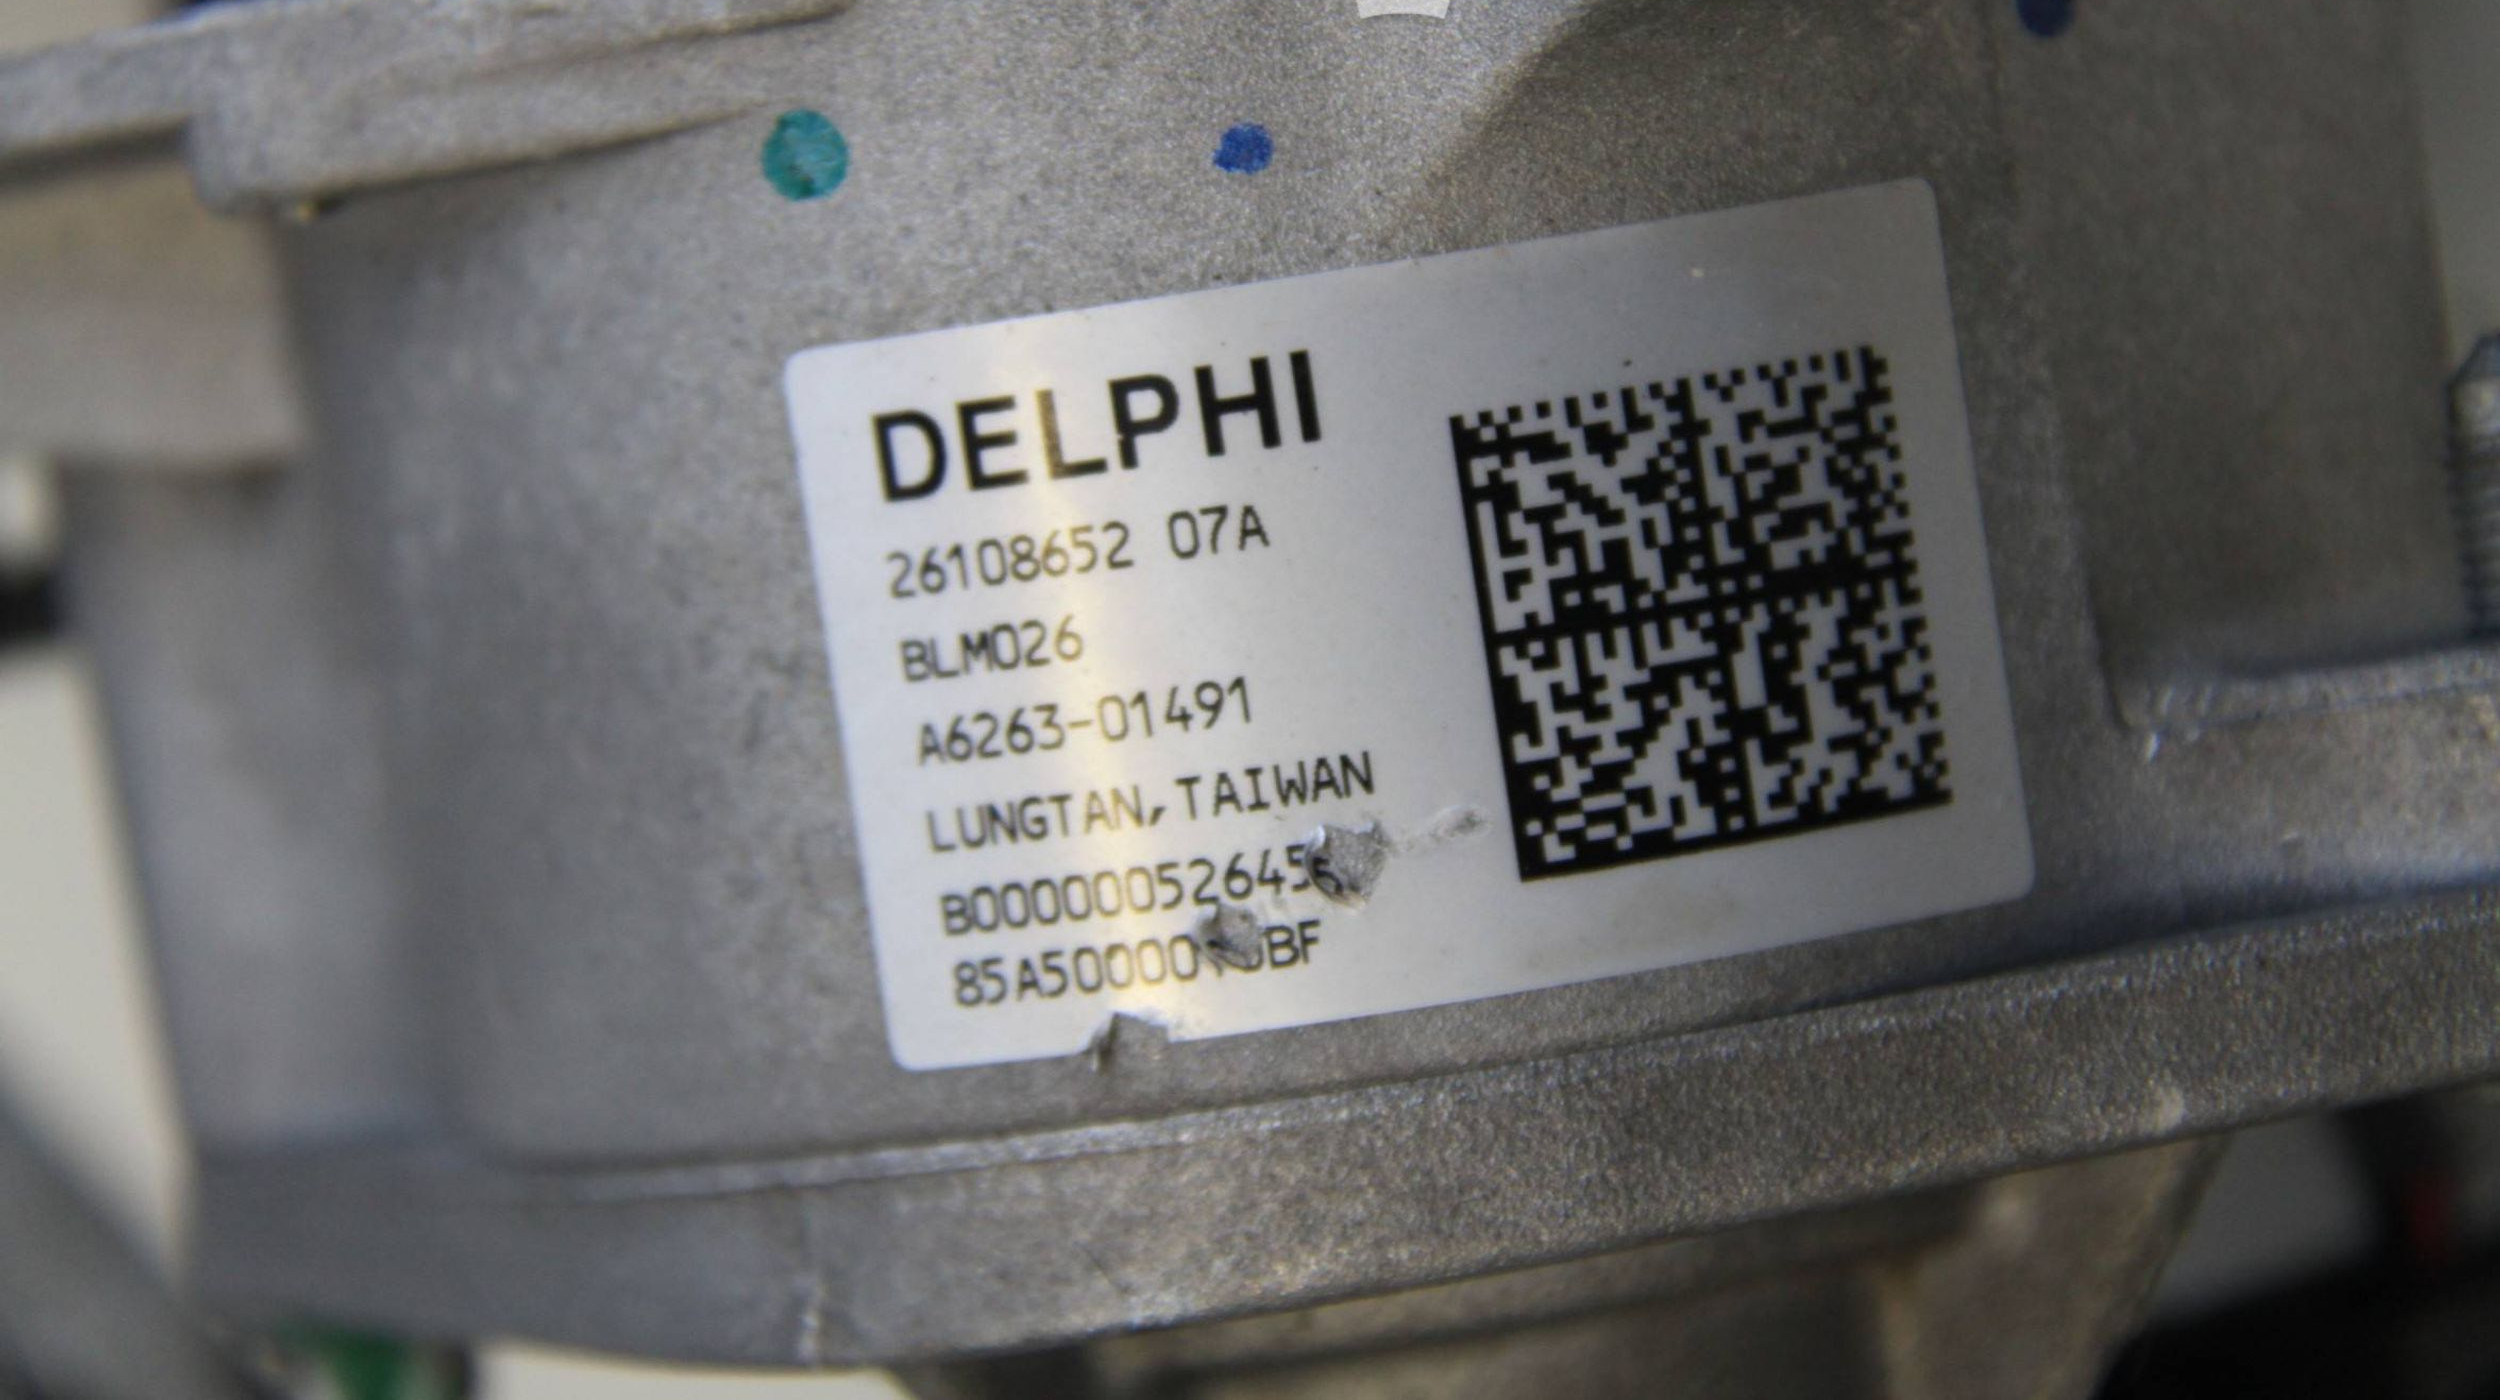 DELPHI
26108652 07A
BLM026
A6263-01491
LUNGTAN,TAIWAN